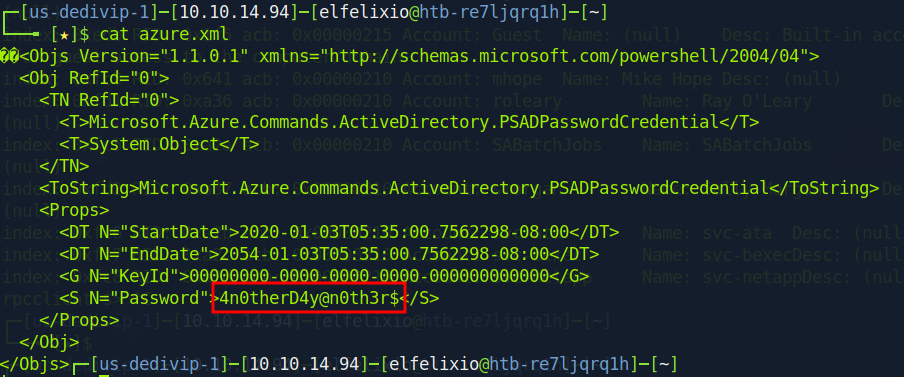 ┌─[us-dedivip-1]─[10.10.14.94]─[elfelixio@htb-re7ljqrq1h]─[~]
└──╼ [★]$ cat azure.xml
��<Objs Version="1.1.0.1" xmlns="http://schemas.microsoft.com/powershell/2004/04">
<Obj RefId="0">
<TN RefId="0">
<T>Microsoft.Azure.Commands.ActiveDirectory.PSADPasswordCredential</T>
<T>System.Object</T>
</TN>
<ToString>Microsoft.Azure.Commands.ActiveDirectory.PSADPasswordCredential</ToString>
<Props>
<DT N="StartDate">2020-01-03T05:35:00.7562298-08:00</DT>
<DT N="EndDate">2054-01-03T05:35:00.7562298-08:00</DT>
<G N="KeyId">00000000-0000-0000-0000-000000000000</G>
<S N="Password">4n0therD4y@n0th3r$</S>
</Props>
</Obj>
</Objs>┌─[us-dedivip-1]─[10.10.14.94]─[elfelixio@htb-re7ljqrq1h]─[~]